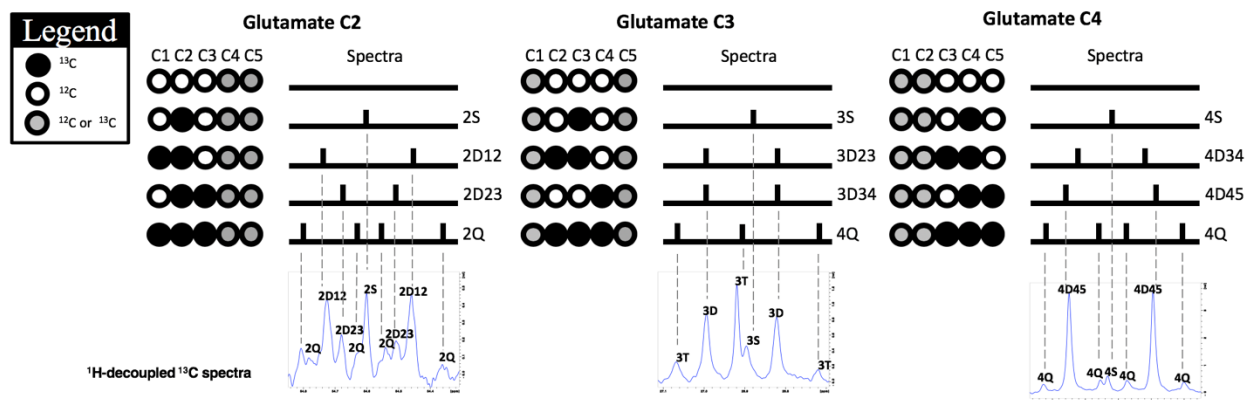 Legend
¹³C
¹²C
¹²C or ¹³C
Glutamate C2
C1 C2 C3 C4 C5
Spectra
2S
2D12
2D23
2Q
2Q
2D12
2D23
2Q
2S
2Q
2D23
2D12
2Q
Glutamate C3
C1 C2 C3 C4 C5
Spectra
3S
3D23
3D34
4Q
3T
3D
3T
3S
3D
3T
Glutamate C4
C1 C2 C3 C4 C5
Spectra
4S
4D34
4D45
4Q
4Q
4D45
4Q
4S
4Q
4D45
4Q
¹H-decoupled ¹³C spectra